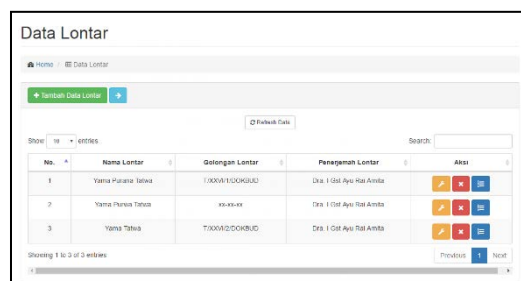 Data Lontar
Home / Data Lontar
+ Tambah Data Lontar
Refresh Data
Show 10 entries Search:
No. Nama Lontar Golongan Lontar Penerjemah Lontar Aksi
1 Yama Purana Tatwa T/XXVI/1/DOKBUD Dra. I Gst Ayu Rai Amita
2 Yama Purwa Tatwa xx-xx-xx Dra. I Gst Ayu Rai Amita
3 Yama Tatwa T/XXVI/2/DOKBUD Dra. I Gst Ayu Rai Amita
Showing 1 to 3 of 3 entries Previous 1 Next